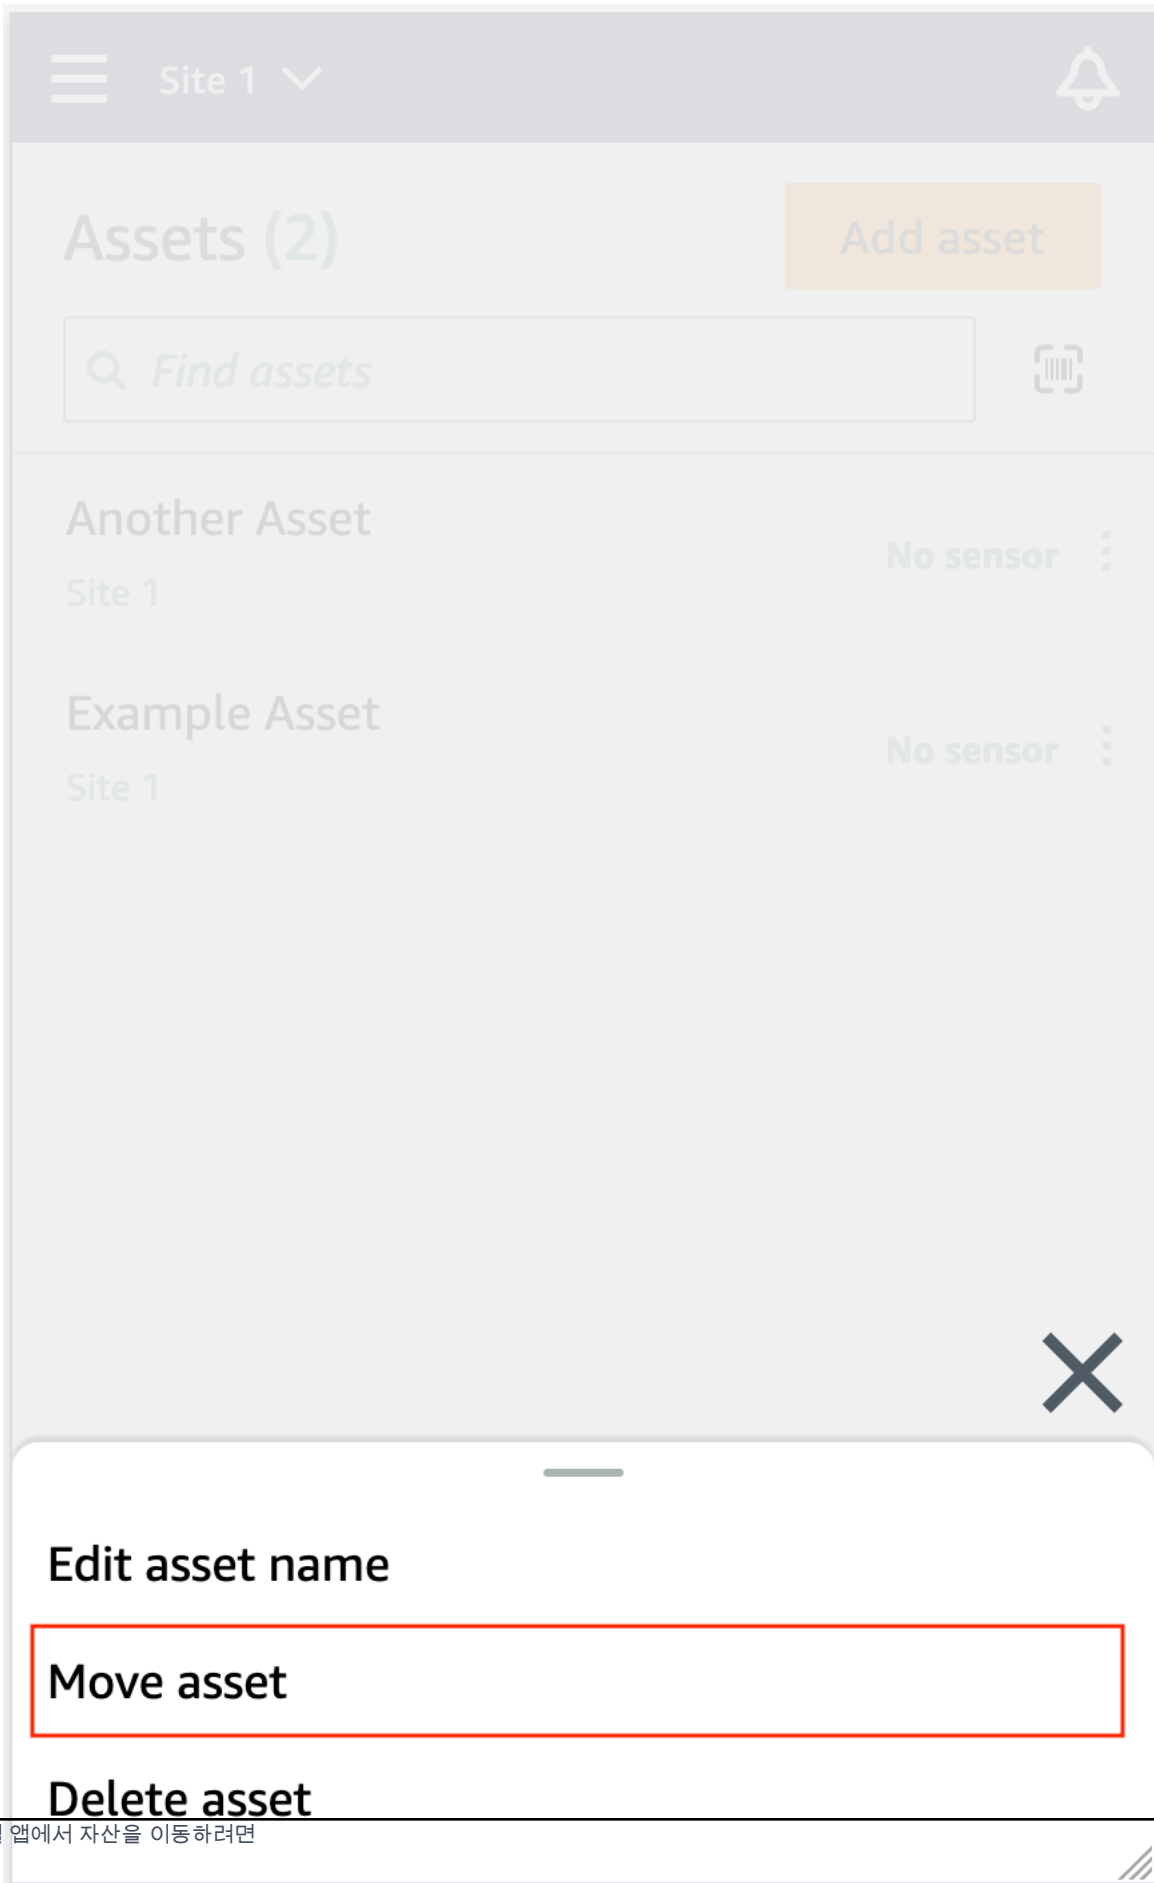 Site 1
Assets (2)
Add asset
Find assets
Another Asset
No sensor
Site 1
Example Asset
No sensor
Site 1
Edit asset name
Move asset
Delete asset
앱에서 자산을 이동하려면